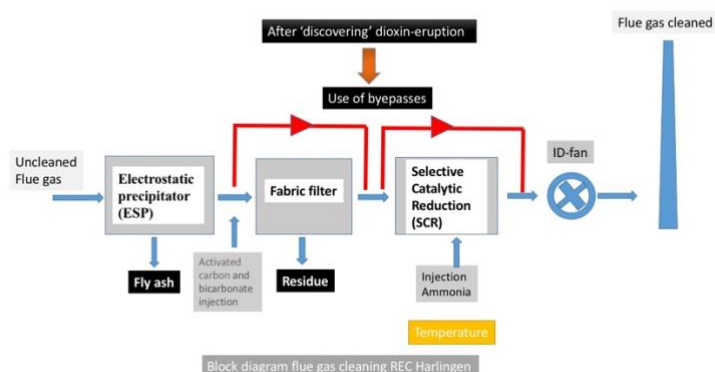 After ‘discovering’ dioxin-eruption
Flue gas cleaned
Use of byepasses
Uncleaned
Flue gas
Electrostatic
precipitator
(ESP)
Fabric filter
Selective
Catalytic
Reduction
(SCR)
ID-fan
Fly ash
Activated
carbon and
bicarbonate
injection
Residue
Injection
Ammonia
Temperature
Block diagram flue gas cleaning REC Harlingen